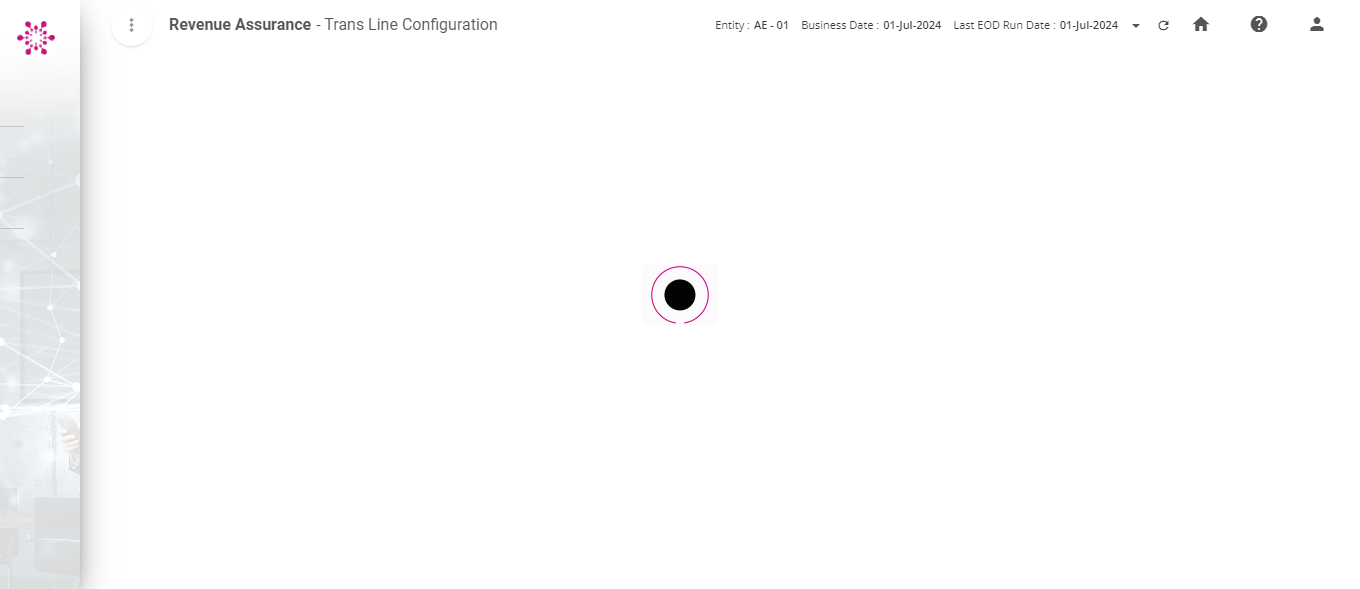 Revenue Assurance - Trans Line Configuration
Entity : AE - 01 Business Date : 01-Jul-2024 Last EOD Run Date : 01-Jul-2024